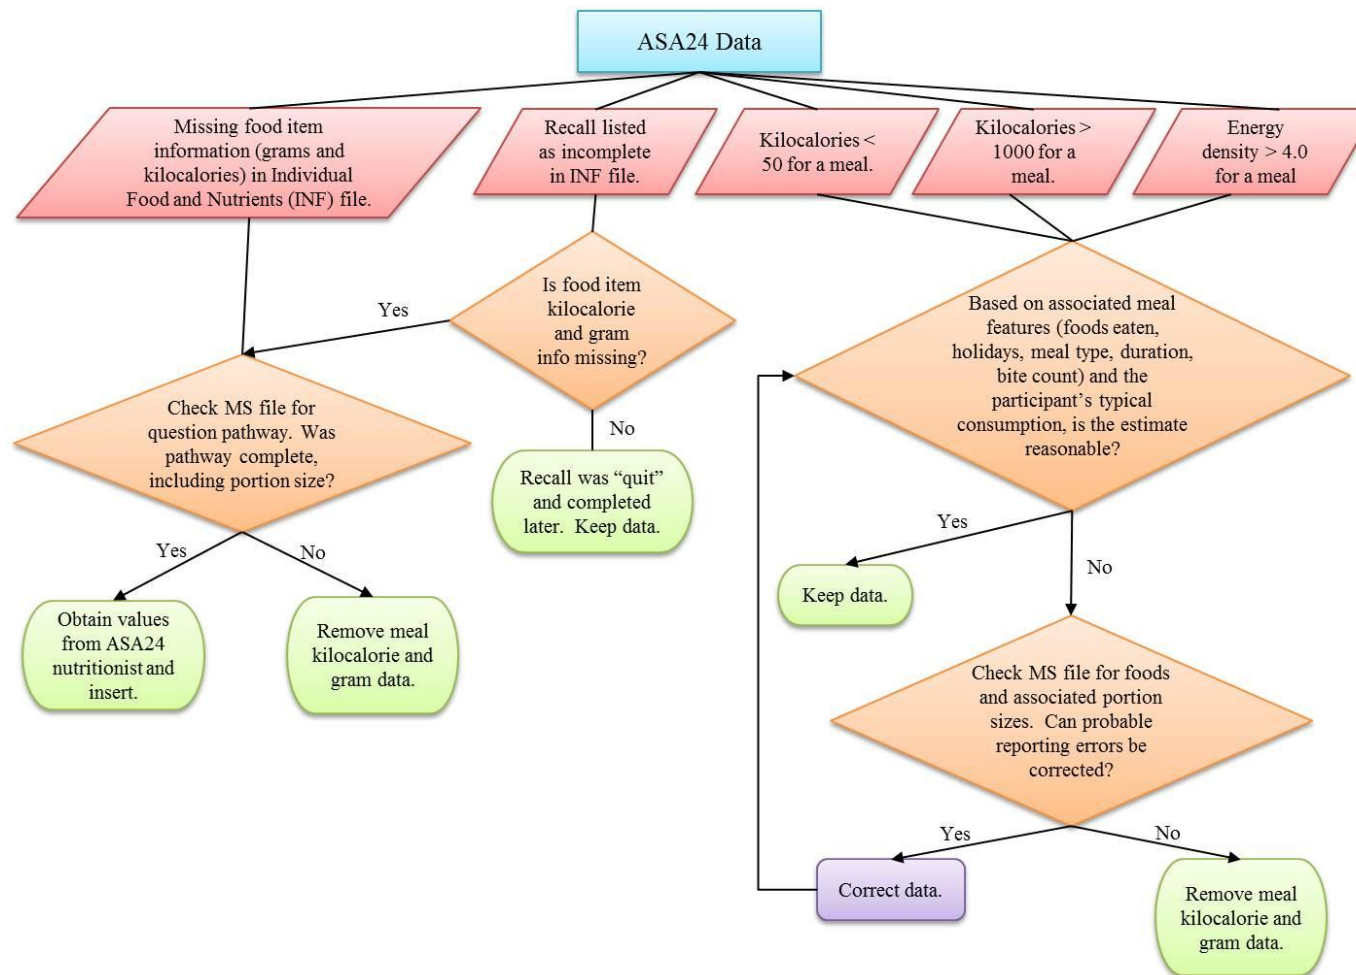 ASA24 Data
Missing food item
information (grams and
kilocalories) in Individual
Food and Nutrients (INF) file.
Recall listed
as incomplete
in INF file.
Kilocalories <
50 for a meal.
Kilocalories >
1000 for a
meal.
Energy
density > 4.0
for a meal
Is food item
kilocalorie
and gram
info missing?
Yes
No
Check MS file for
question pathway. Was
pathway complete,
including portion size?
Recall was “quit”
and completed
later. Keep data.
Yes
No
Obtain values
from ASA24
nutritionist and
insert.
Remove meal
kilocalorie and
gram data.
Based on associated meal
features (foods eaten,
holidays, meal type, duration,
bite count) and the
participant’s typical
consumption, is the estimate
reasonable?
Yes
No
Keep data.
Check MS file for foods
and associated portion
sizes. Can probable
reporting errors be
corrected?
Yes
No
Correct data.
Remove meal
kilocalorie and
gram data.